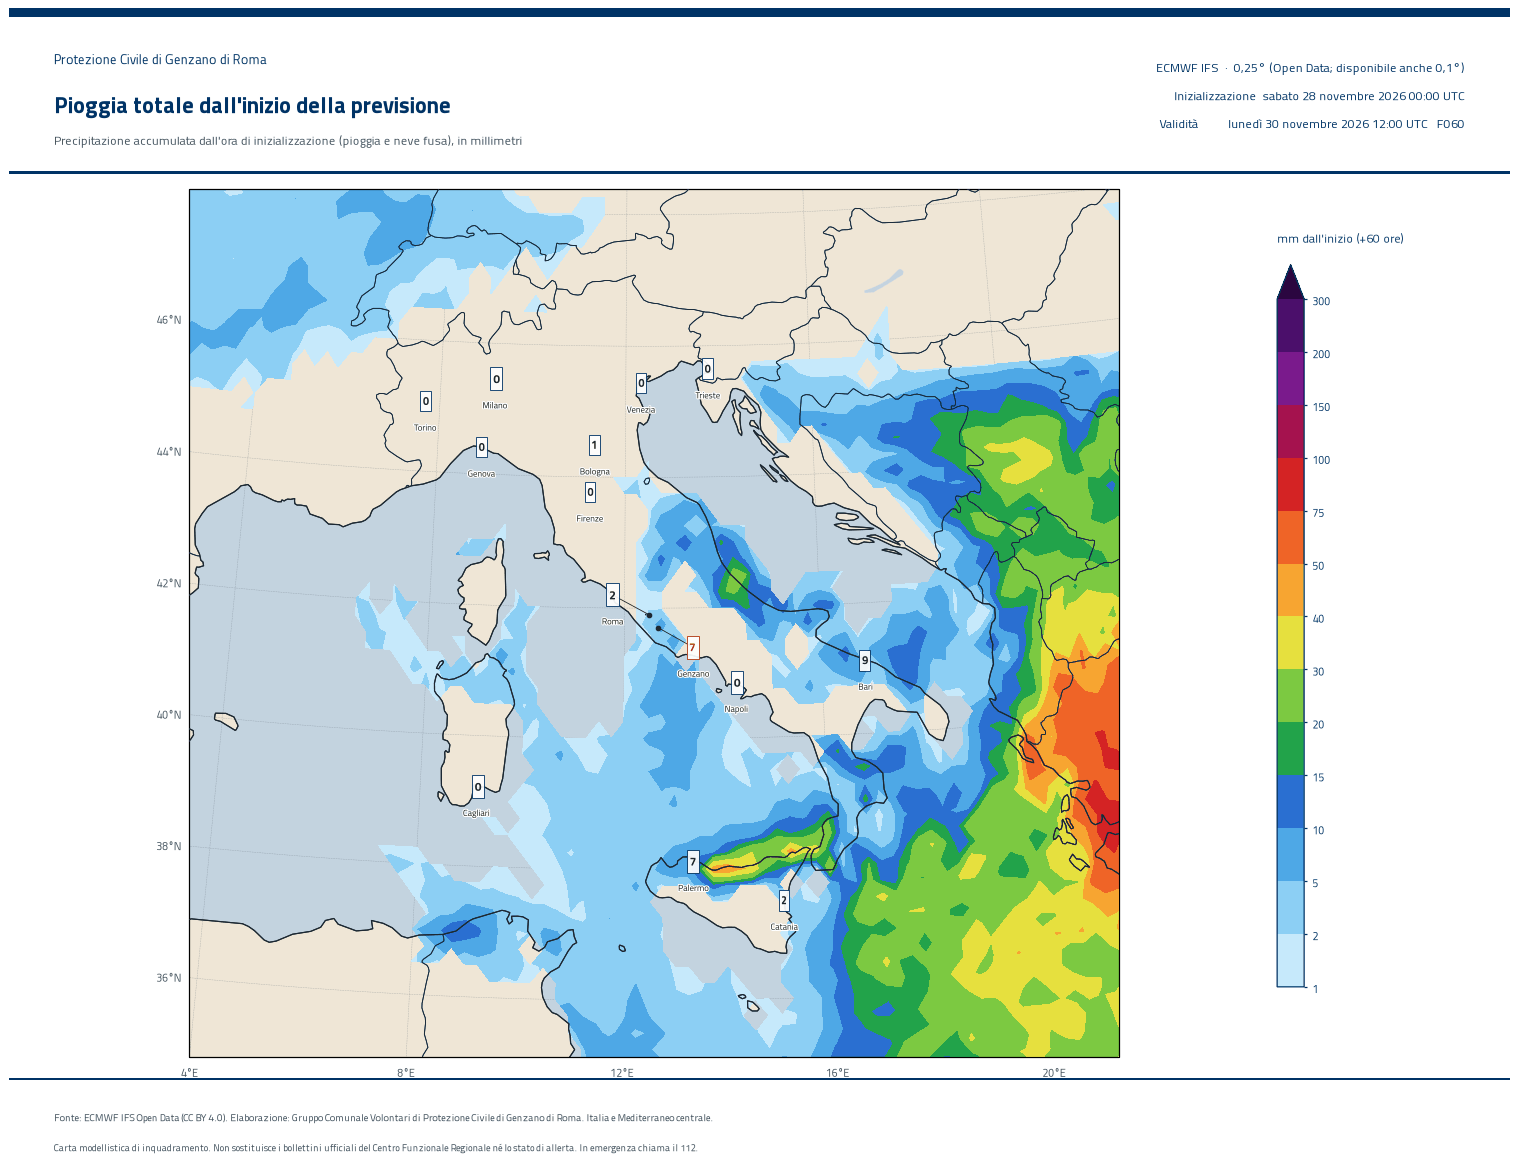 Protezione Civile di Genzano di Roma
Pioggia totale dall'inizio della previsione
Precipitazione accumulata dall'ora di inizializzazione (pioggia e neve fusa), in millimetri
ECMWF IFS · 0,25° (Open Data; disponibile anche 0,1°)
Inizializzazione sabato 28 novembre 2026 00:00 UTC
Validità lunedì 30 novembre 2026 12:00 UTC F060
mm dall'inizio (+60 ore)
300
200
150
100
75
50
40
30
20
15
10
5
2
1
46°N
44°N
42°N
40°N
38°N
36°N
4°E
8°E
12°E
16°E
20°E
0
Milano
0
Torino
0
Venezia
0
Trieste
0
Genova
1
Bologna
0
Firenze
2
Roma
7
Genzano
0
Napoli
9
Bari
0
Cagliari
7
Palermo
2
Catania
Fonte: ECMWF IFS Open Data (CC BY 4.0). Elaborazione: Gruppo Comunale Volontari di Protezione Civile di Genzano di Roma. Italia e Mediterraneo centrale.
Carta modellistica di inquadramento. Non sostituisce i bollettini ufficiali del Centro Funzionale Regionale né lo stato di allerta. In emergenza chiama il 112.